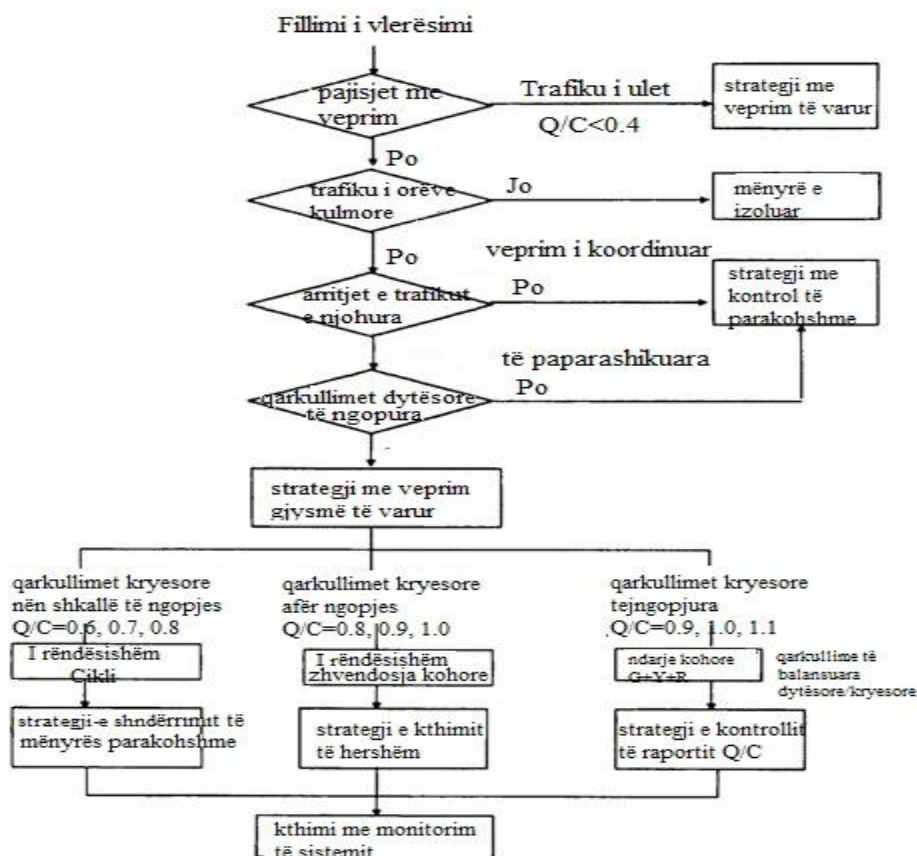 Fillimi i vlerësimi
pajisjet me
veprim
Trafiku i ulet
Q/C<0.4
strategji me
veprim të varur
Po
trafiku i orëve
kulmore
Jo
mënyrë e
izoluar
Po
veprim i koordinuar
arritjet e trafikut
e njohura
Po
strategji me
kontrol të
parakohshme
të paparashikuara
qarkullimet dytësore
të ngopura
Po
strategji me veprim
gjysmë të varur
qarkullimet kryesore
nën shkallë të ngopjes
Q/C=0.6, 0.7, 0.8
qarkullimet kryesore
afër ngopjes
Q/C=0.8, 0.9, 1.0
qarkullimet kryesore
tejngopjura
Q/C=0.9, 1.0, 1.1
I rëndësishëm
Cikli
I rëndësishëm
zhvendosja kohore
ndarje kohore
G+Y+R
qarkullime të
balansuara
dytësore/kryesore
strategji-e shndërrimit të
mënyrës parakohshme
strategji e kthimit
të hershëm
strategji e kontrollit
të raportit Q/C
kthimi me monitorim
të sistemit